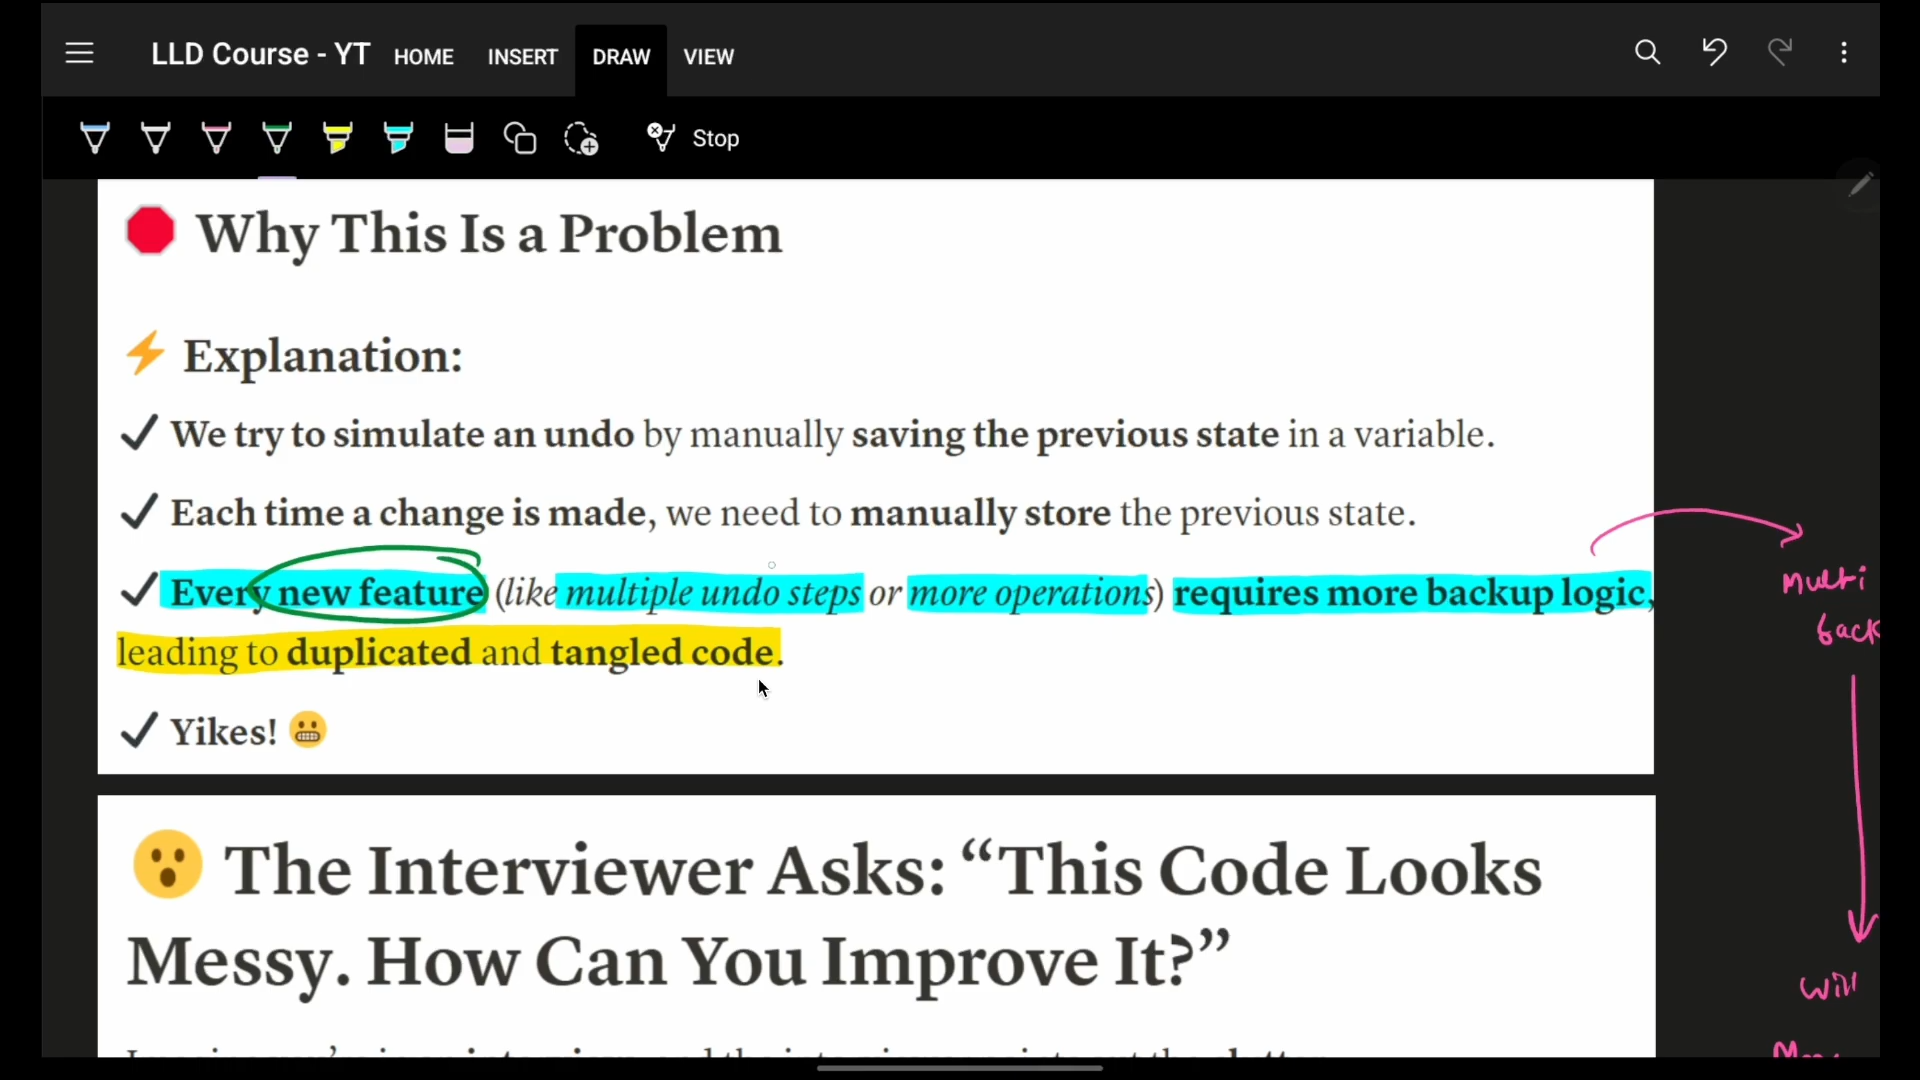 LLD Course - YT HOME INSERT DRAW VIEW
Stop
Why This Is a Problem
Explanation:
We try to simulate an undo by manually saving the previous state in a variable.
Each time a change is made, we need to manually store the previous state.
Every new feature (like multiple undo steps or more operations) requires more backup logic,
leading to duplicated and tangled code.
Yikes!
Multi
back
The Interviewer Asks: “This Code Looks
Messy. How Can You Improve It?”
will